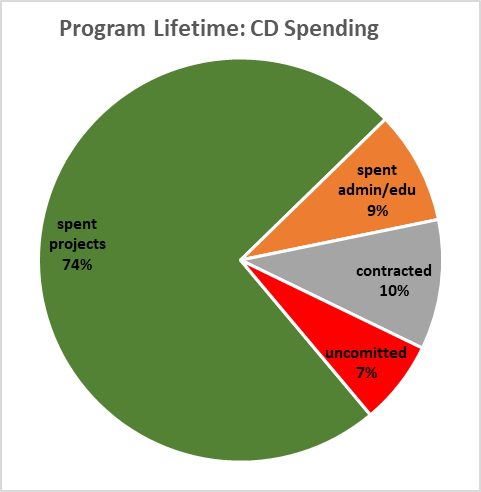 Program Lifetime: CD Spending
spent
admin/edu
9%
spent
projects
74%
contracted
10%
uncomitted
7%